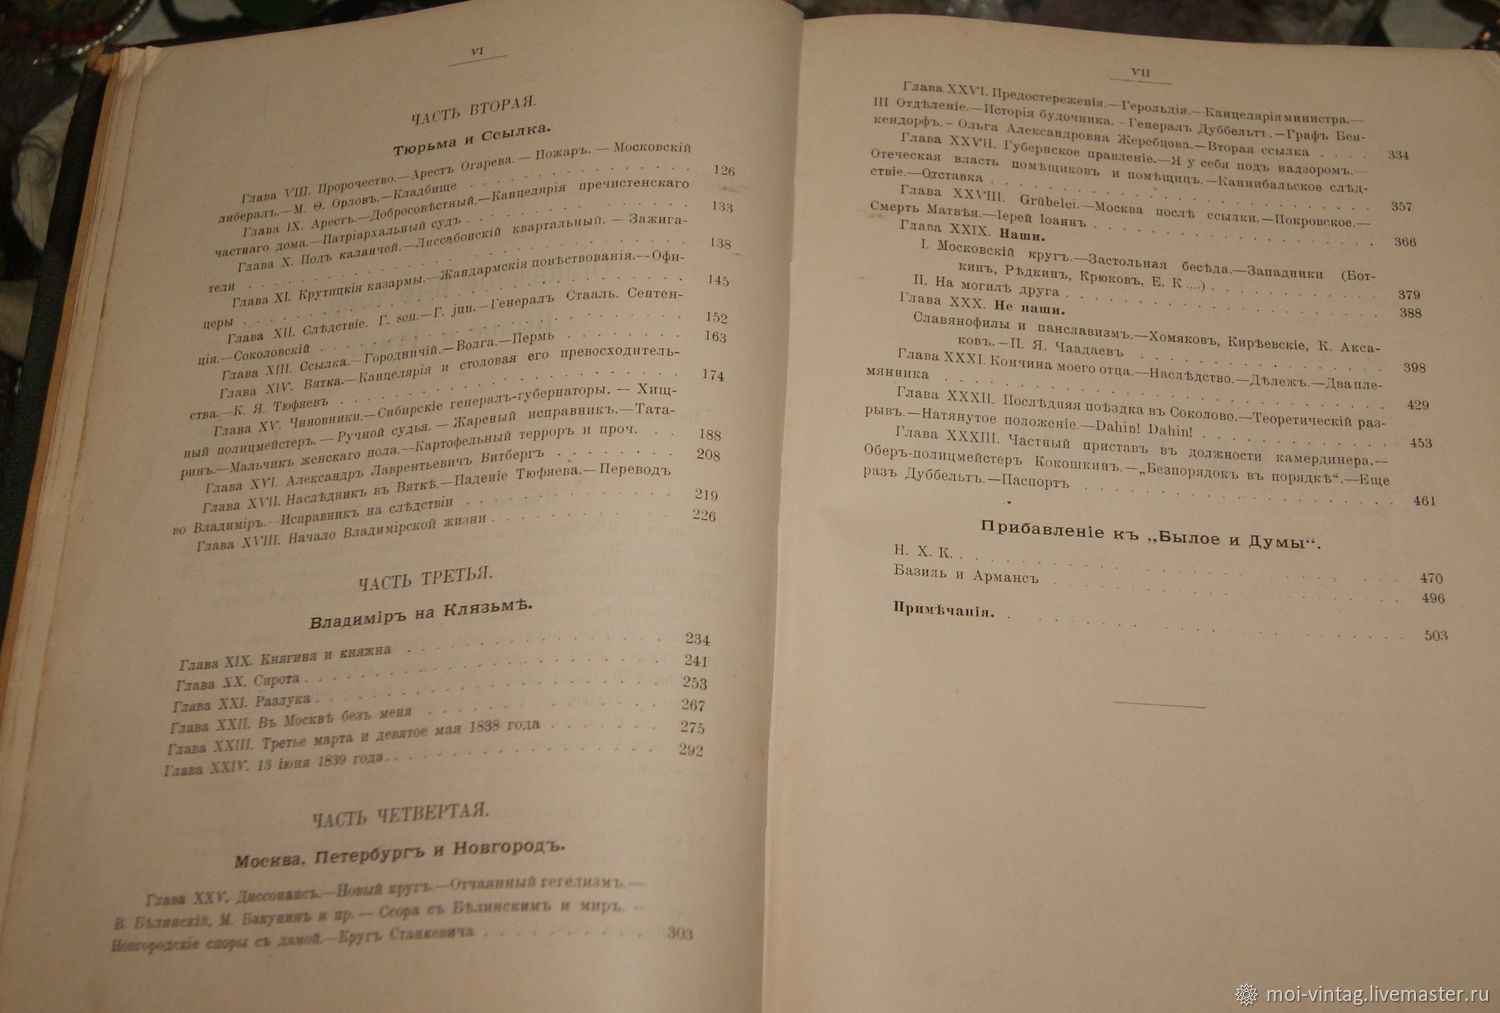 VI
ЧАСТЬ ВТОРАЯ.
Тюрьма и Ссылка.
Глава VIII. Пророчество.—Арестъ Огарева. — Пожаръ. — Московскій
либералъ.—М. Ѳ. Орловъ.—Кладбище . . . . . . . . . . 126
Глава IX. Арестъ.—Добросовѣстный.—Канцелярія пречистенскаго
частнаго дома.—Патріархальный судъ . . . . . . . . . . 133
Глава X. Подъ каланчей.—Лиссабонскій квартальный. — Зажига-
тели . . . . . . . . . . 138
Глава XI. Крутицкія казармы.—Жандармскія повѣствованія.—Офи-
церы . . . . . . . . . . 145
Глава XII. Слѣдствіе. Г. sen.—Г. jun.—Генералъ Стааль. Сентен-
ція.—Соколовскій . . . . . . . . . . 152
Глава XIII. Ссылка.—Городничій.—Волга.—Пермь . . . . . 163
Глава XIV. Вятка.—Канцелярія и столовая его превосходитель-
ства.—К. Я. Тюфяевъ . . . . . . . . . . 174
Глава XV. Чиновники.—Сибирскіе генералъ-губернаторы. — Хищ-
ный полицмейстеръ. — Ручной судья. — Жареный исправникъ.—Тата-
ринъ.—Мальчикъ женскаго пола.—Картофельный терроръ и проч. . . 188
Глава XVI. Александръ Лаврентьевичъ Витбергъ . . . . . . 208
Глава XVII. Наслѣдникъ въ Вяткѣ.—Паденіе Тюфяева.—Переводъ
во Владиміръ.—Исправникъ на слѣдствіи . . . . . . . . 219
Глава XVIII. Начало Владимірской жизни . . . . . . . . 226
ЧАСТЬ ТРЕТЬЯ.
Владиміръ на Клязьмѣ.
Глава XIX. Княгиня и княжна . . . . . . . . . . 234
Глава XX. Сирота . . . . . . . . . . 241
Глава XXI. Разлука . . . . . . . . . . 253
Глава XXII. Въ Москвѣ безъ меня . . . . . . . . . . 267
Глава XXIII. Третье марта и девятое мая 1838 года . . . . . . 275
Глава XXIV. 13 іюня 1839 года . . . . . . . . . . 292
ЧАСТЬ ЧЕТВЕРТАЯ.
Москва, Петербургъ и Новгородъ.
Глава XXV. Диссонансъ.—Новый кругъ.—Отчаянный гегелизмъ.—
В. Бѣлинскій, М. Бакунинъ и пр. — Ссора съ Бѣлинскимъ и миръ. —
Новгородскіе споры съ дамой.—Кругъ Станкевича . . . . . . . . 303
VII
Глава XXVI. Предостереженія.—Герольдія.—Канцелярія министра.—
III Отдѣленіе.—Исторія будочника. - Генералъ Дуббельтъ.—Графъ Бен-
кендорфъ.- Ольга Александровна Жеребцова.—Вторая ссылка . . . . 334
Глава XXVII. Губернское правленіе.—Я у себя подъ надзоромъ.—
Отеческая власть помѣщиковъ и помѣщицъ.—Каннибальское слѣд-
ствіе.—Отставка . . . . . . . . . . 357
Глава XXVIII. Grübelei.—Москва послѣ ссылки.—Покровское.—
Смерть Матвѣя.—Іерей Іоаннъ . . . . . . . . . . 366
Глава XXIX. Наши.
I. Московскій кругъ.—Застольная бесѣда.—Западники (Бот-
кинъ, Рѣдкинъ, Крюковъ, Е. К....) . . . . . . . . 379
II. На могилѣ друга . . . . . . . . . . 388
Глава XXX. Не наши.
Славянофилы и панславизмъ.—Хомяковъ, Кирѣевскіе, К. Акса-
ковъ.—П. Я. Чаадаевъ . . . . . . . . . . 398
Глава XXXI. Кончина моего отца.—Наслѣдство.—Дѣлежъ.—Два пле-
мянника . . . . . . . . . . 429
Глава XXXII. Послѣдняя поѣздка въ Соколово.—Теоретическій раз-
рывъ.—Натянутое положеніе.—Dahin! Dahin! . . . . . . . . 453
Глава XXXIII. Частный приставъ въ должности камердинера.—
Оберъ-полицмейстеръ Кокошкинъ.—„Безпорядокъ въ порядкѣ“.—Еще
разъ Дуббельтъ.—Паспортъ . . . . . . . . . . 461
Прибавленіе къ „Былое и Думы“.
Н. Х. К. . . . . . . . . . . 470
Базиль и Армансъ . . . . . . . . . . 496
Примѣчанія. . . . . . . . . . . 503
moi-vintag.livemaster.ru